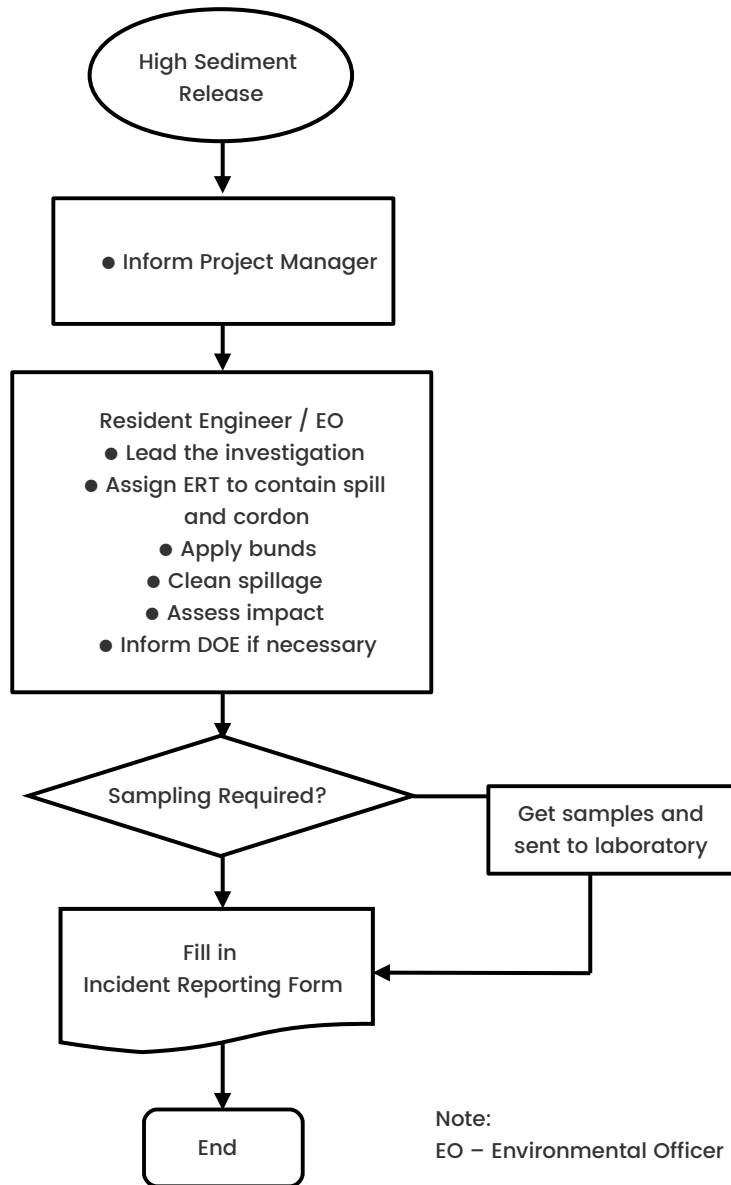 High Sediment
Release
● Inform Project Manager
Resident Engineer / EO
● Lead the investigation
● Assign ERT to contain spill
and cordon
● Apply bunds
● Clean spillage
● Assess impact
● Inform DOE if necessary
Sampling Required?
Get samples and
sent to laboratory
Fill in
Incident Reporting Form
End
Note:
EO – Environmental Officer